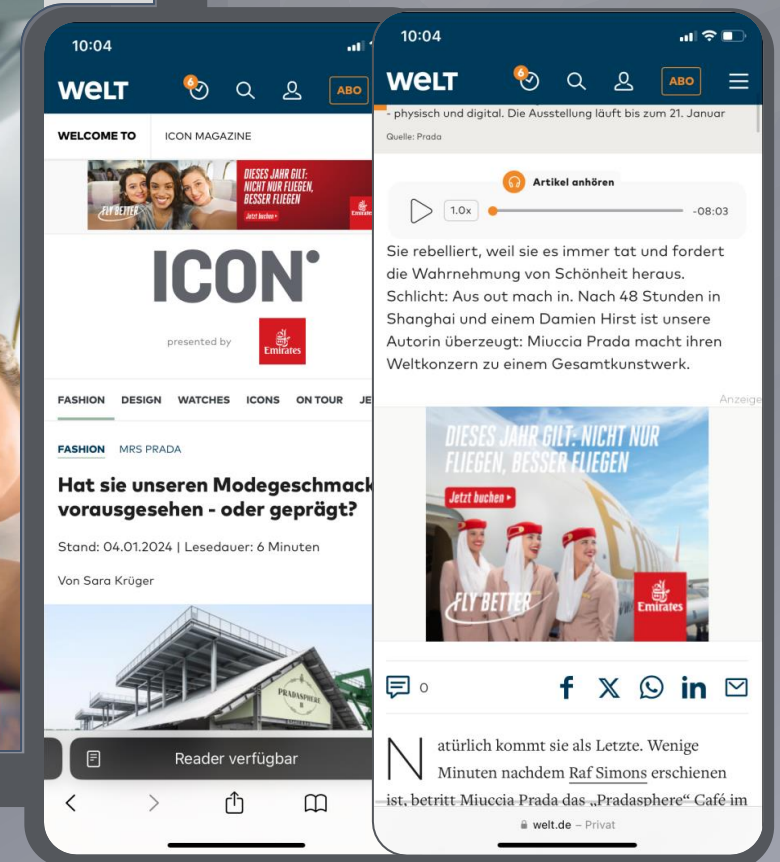 10:04
WELT
6
ABO
WELCOME TO
ICON MAGAZINE
FLY BETTER
DIESES JAHR GILT:
NICHT NUR FLIEGEN,
BESSER FLIEGEN
Jetzt buchen
Emirates
ICON
presented by
Emirates
FASHION DESIGN WATCHES ICONS ON TOUR JE
FASHION MRS PRADA
Hat sie unseren Modegeschmack
vorausgesehen - oder geprägt?
Stand: 04.01.2024 | Lesedauer: 6 Minuten
Von Sara Krüger
PRADASPHERE
II
Reader verfügbar
10:04
WELT
6
ABO
- physisch und digital. Die Ausstellung läuft bis zum 21. Januar
Quelle: Prada
Artikel anhören
1.0x
-08:03
Sie rebelliert, weil sie es immer tat und fordert
die Wahrnehmung von Schönheit heraus.
Schlicht: Aus out mach in. Nach 48 Stunden in
Shanghai und einem Damien Hirst ist unsere
Autorin überzeugt: Miuccia Prada macht ihren
Weltkonzern zu einem Gesamtkunstwerk.
Anzeige
DIESES JAHR GILT: NICHT NUR
FLIEGEN, BESSER FLIEGEN
Jetzt buchen
FLY BETTER
Emirates
0
Natürlich kommt sie als Letzte. Wenige
Minuten nachdem Raf Simons erschienen
ist, betritt Miuccia Prada das „Pradasphere“ Café im
welt.de – Privat